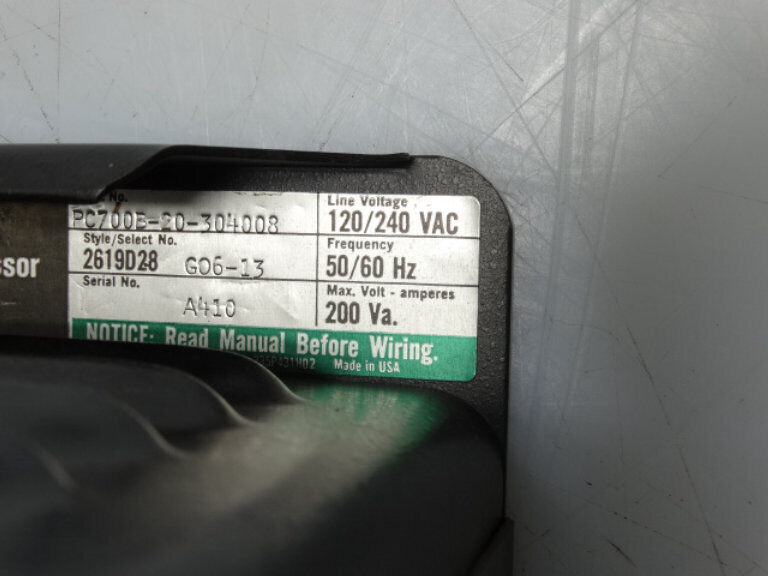 No.
PC700B-20-304008
Style/Select No.
2619D28 G06-13
Serial No.
A410
Line Voltage
120/240 VAC
Frequency
50/60 Hz
Max. Volt - amperes
200 Va.
ssor
NOTICE: Read Manual Before Wiring.
Made in USA